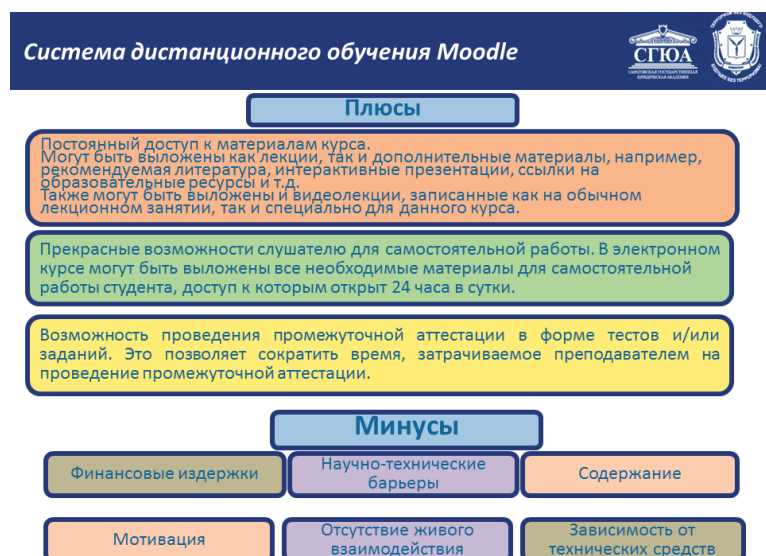 Система дистанционного обучения Moodle
СГЮА
САРАТОВСКАЯ ГОСУДАРСТВЕННАЯ
ЮРИДИЧЕСКАЯ АКАДЕМИЯ
Плюсы
Постоянный доступ к материалам курса.
Могут быть выложены как лекции, так и дополнительные материалы, например,
рекомендуемая литература, интерактивные презентации, ссылки на
образовательные ресурсы и т.д.
Также могут быть выложены и видеолекции, записанные как на обычном
лекционном занятии, так и специально для данного курса.
Прекрасные возможности слушателю для самостоятельной работы. В электронном
курсе могут быть выложены все необходимые материалы для самостоятельной
работы студента, доступ к которым открыт 24 часа в сутки.
Возможность проведения промежуточной аттестации в форме тестов и/или
заданий. Это позволяет сократить время, затрачиваемое преподавателем на
проведение промежуточной аттестации.
Минусы
Финансовые издержки
Научно-технические
барьеры
Содержание
Мотивация
Отсутствие живого
взаимодействия
Зависимость от
технических средств